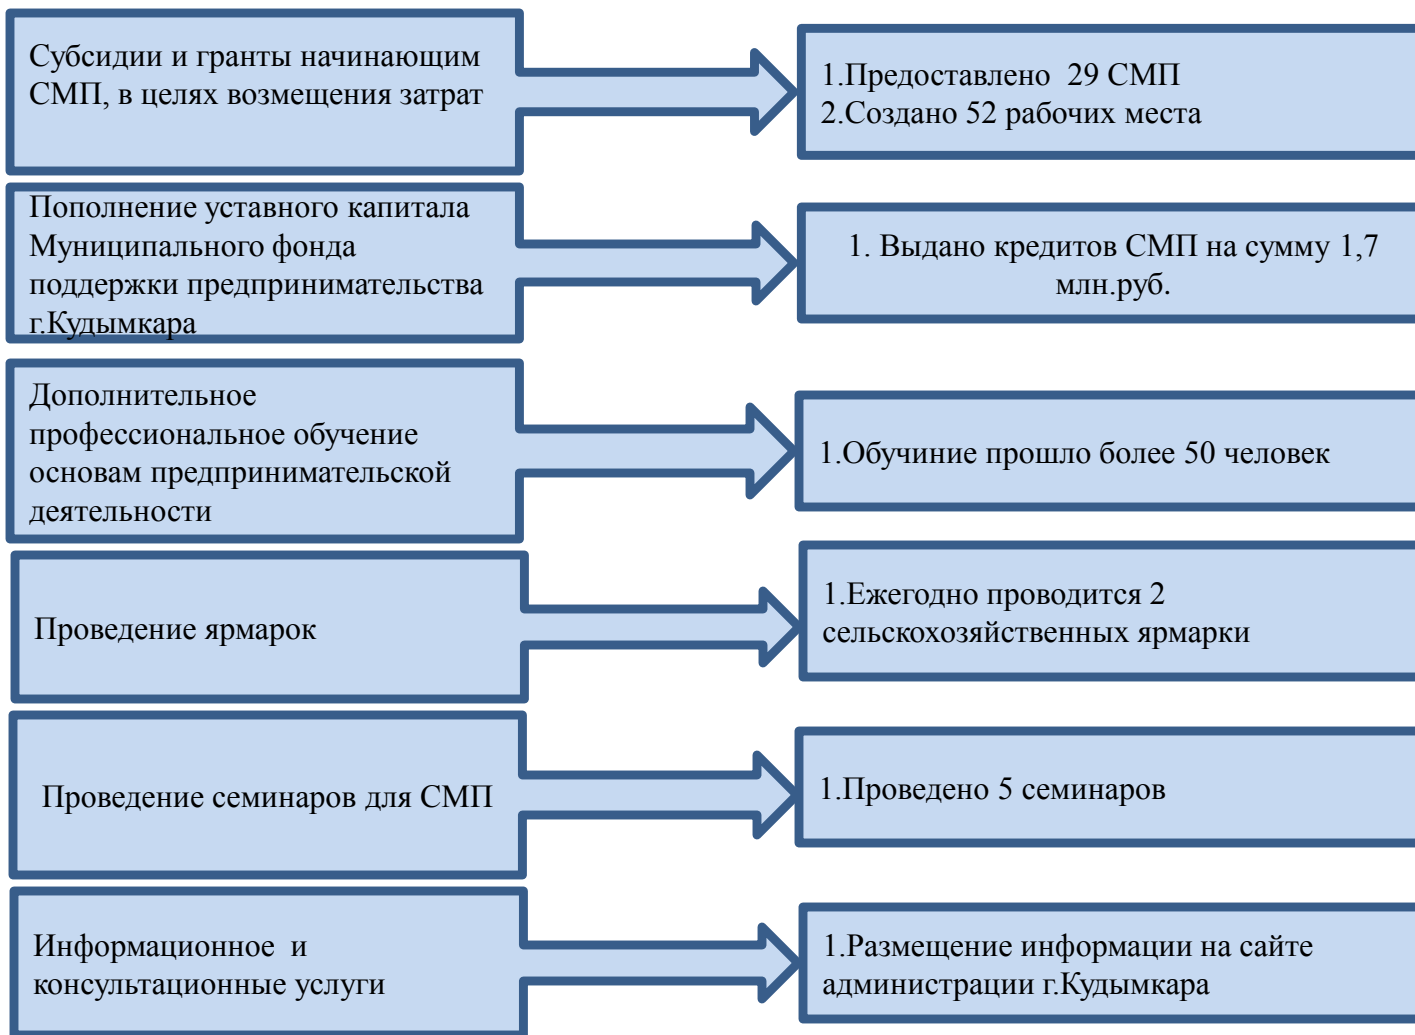 Субсидии и гранты начинающим
СМП, в целях возмещения затрат
1.Предоставлено  29 СМП
2.Создано 52 рабочих места
Пополнение уставного капитала
Муниципального фонда
поддержки предпринимательства
г.Кудымкара
1. Выдано кредитов СМП на сумму 1,7
млн.руб.
Дополнительное
профессиональное обучение
основам предпринимательской
деятельности
1.Обучиние прошло более 50 человек
Проведение ярмарок
1.Ежегодно проводится 2
сельскохозяйственных ярмарки
Проведение семинаров для СМП
1.Проведено 5 семинаров
Информационное  и
консультационные услуги
1.Размещение информации на сайте
администрации г.Кудымкара